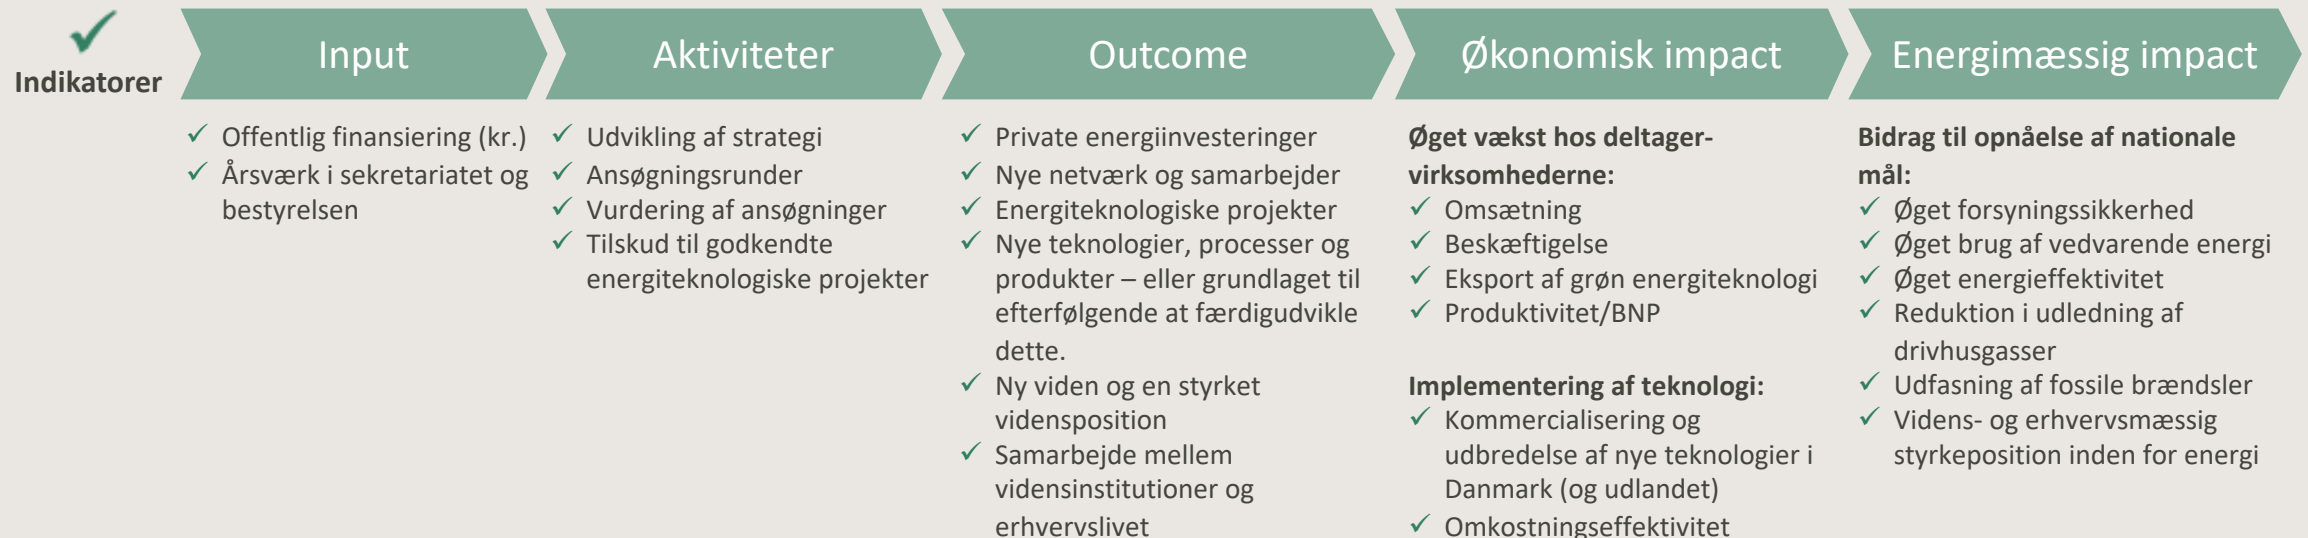 Indikatorer
Input
Aktiviteter
Outcome
Økonomisk impact
Energimæssig impact
Offentlig finansiering (kr.)
Årsværk i sekretariatet og
bestyrelsen
Udvikling af strategi
Ansøgningsrunder
Vurdering af ansøgninger
Tilskud til godkendte
energiteknologiske projekter
Private energiinvesteringer
Nye netværk og samarbejder
Energiteknologiske projekter
Nye teknologier, processer og
produkter – eller grundlaget til
efterfølgende at færdigudvikle
dette.
Ny viden og en styrket
vidensposition
Samarbejde mellem
vidensinstitutioner og
erhvervslivet
Øget vækst hos deltager-
virksomhederne:
Omsætning
Beskæftigelse
Eksport af grøn energiteknologi
Produktivitet/BNP
Implementering af teknologi:
Kommercialisering og
udbredelse af nye teknologier i
Danmark (og udlandet)
Omkostningseffektivitet
Bidrag til opnåelse af nationale
mål:
Øget forsyningssikkerhed
Øget brug af vedvarende energi
Øget energieffektivitet
Reduktion i udledning af
drivhusgasser
Udfasning af fossile brændsler
Videns- og erhvervsmæssig
styrkeposition inden for energi